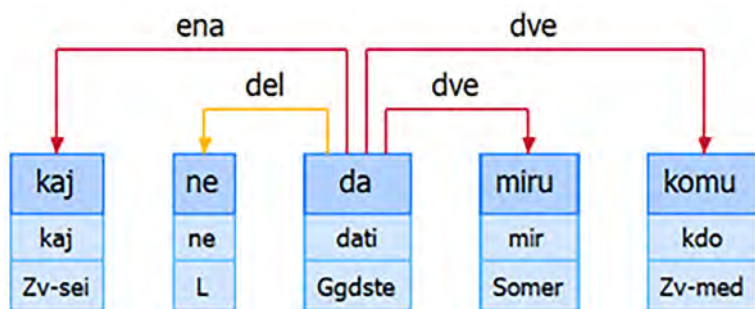 ena dve
del dve
kaj ne da miru komu
kaj ne dati mir kdo
Zv-sei L Ggdste Somer Zv-med